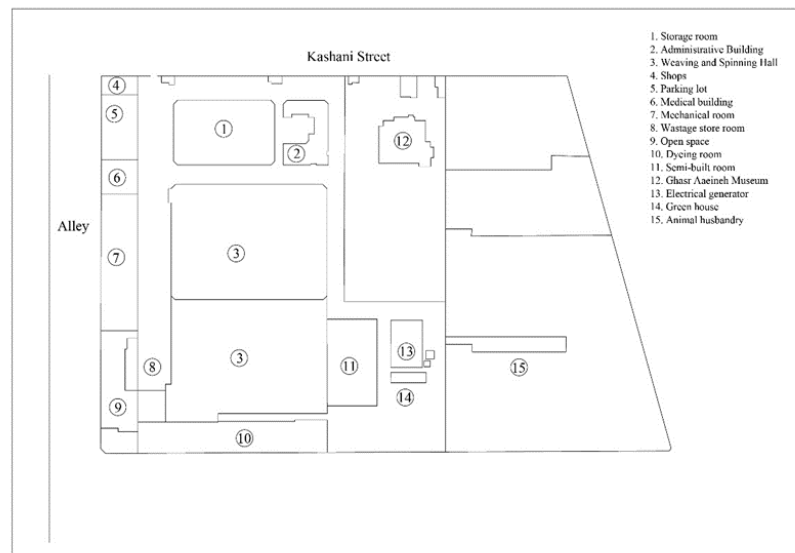 Kashani Street
Alley
4
5
6
7
8
9
1
2
3
3
10
11
12
13
14
15
1. Storage room
2. Administrative Building
3. Weaving and Spinning Hall
4. Shops
5. Parking lot
6. Medical building
7. Mechanical room
8. Wastage store room
9. Open space
10. Dyeing room
11. Semi-built room
12. Ghasr Aaeineh Museum
13. Electrical generator
14. Green house
15. Animal husbandry